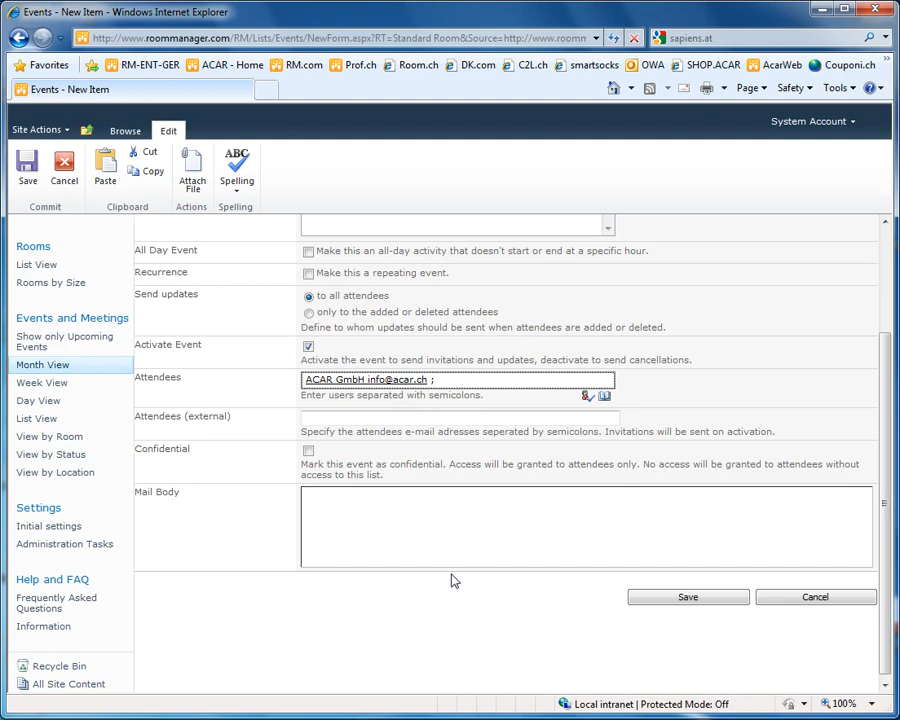 Events - New Item - Windows Internet Explorer
http://www.roommanager.com/RM/Lists/Events/NewForm.aspx?RT=Standard Room&Source=http://www.roomn
sapiens.at
Favorites RM-ENT-GER ACAR - Home RM.com Prof.ch Room.ch DK.com C2L.ch smartsocks OWA SHOP.ACAR AcarWeb Couponi.ch
Events - New Item
Page Safety Tools
System Account
Site Actions Browse Edit
Save Cancel Paste Cut Copy Attach File ABC Spelling
Commit Clipboard Actions Spelling
Rooms
List View
Rooms by Size
Events and Meetings
Show only Upcoming
Events
Month View
Week View
Day View
List View
View by Room
View by Status
View by Location
Settings
Initial settings
Administration Tasks
Help and FAQ
Frequently Asked
Questions
Information
Recycle Bin
All Site Content
All Day Event Make this an all-day activity that doesn't start or end at a specific hour.
Recurrence Make this a repeating event.
Send updates to all attendees
only to the added or deleted attendees
Define to whom updates should be sent when attendees are added or deleted.
Activate Event
Activate the event to send invitations and updates, deactivate to send cancellations.
Attendees ACAR GmbH info@acar.ch ;
Enter users separated with semicolons.
Attendees (external)
Specify the attendees e-mail adresses seperated by semicolons. Invitations will be sent on activation.
Confidential
Mark this event as confidential. Access will be granted to attendees only. No access will be granted to attendees without
access to this list.
Mail Body
Save Cancel
Local intranet | Protected Mode: Off 100%